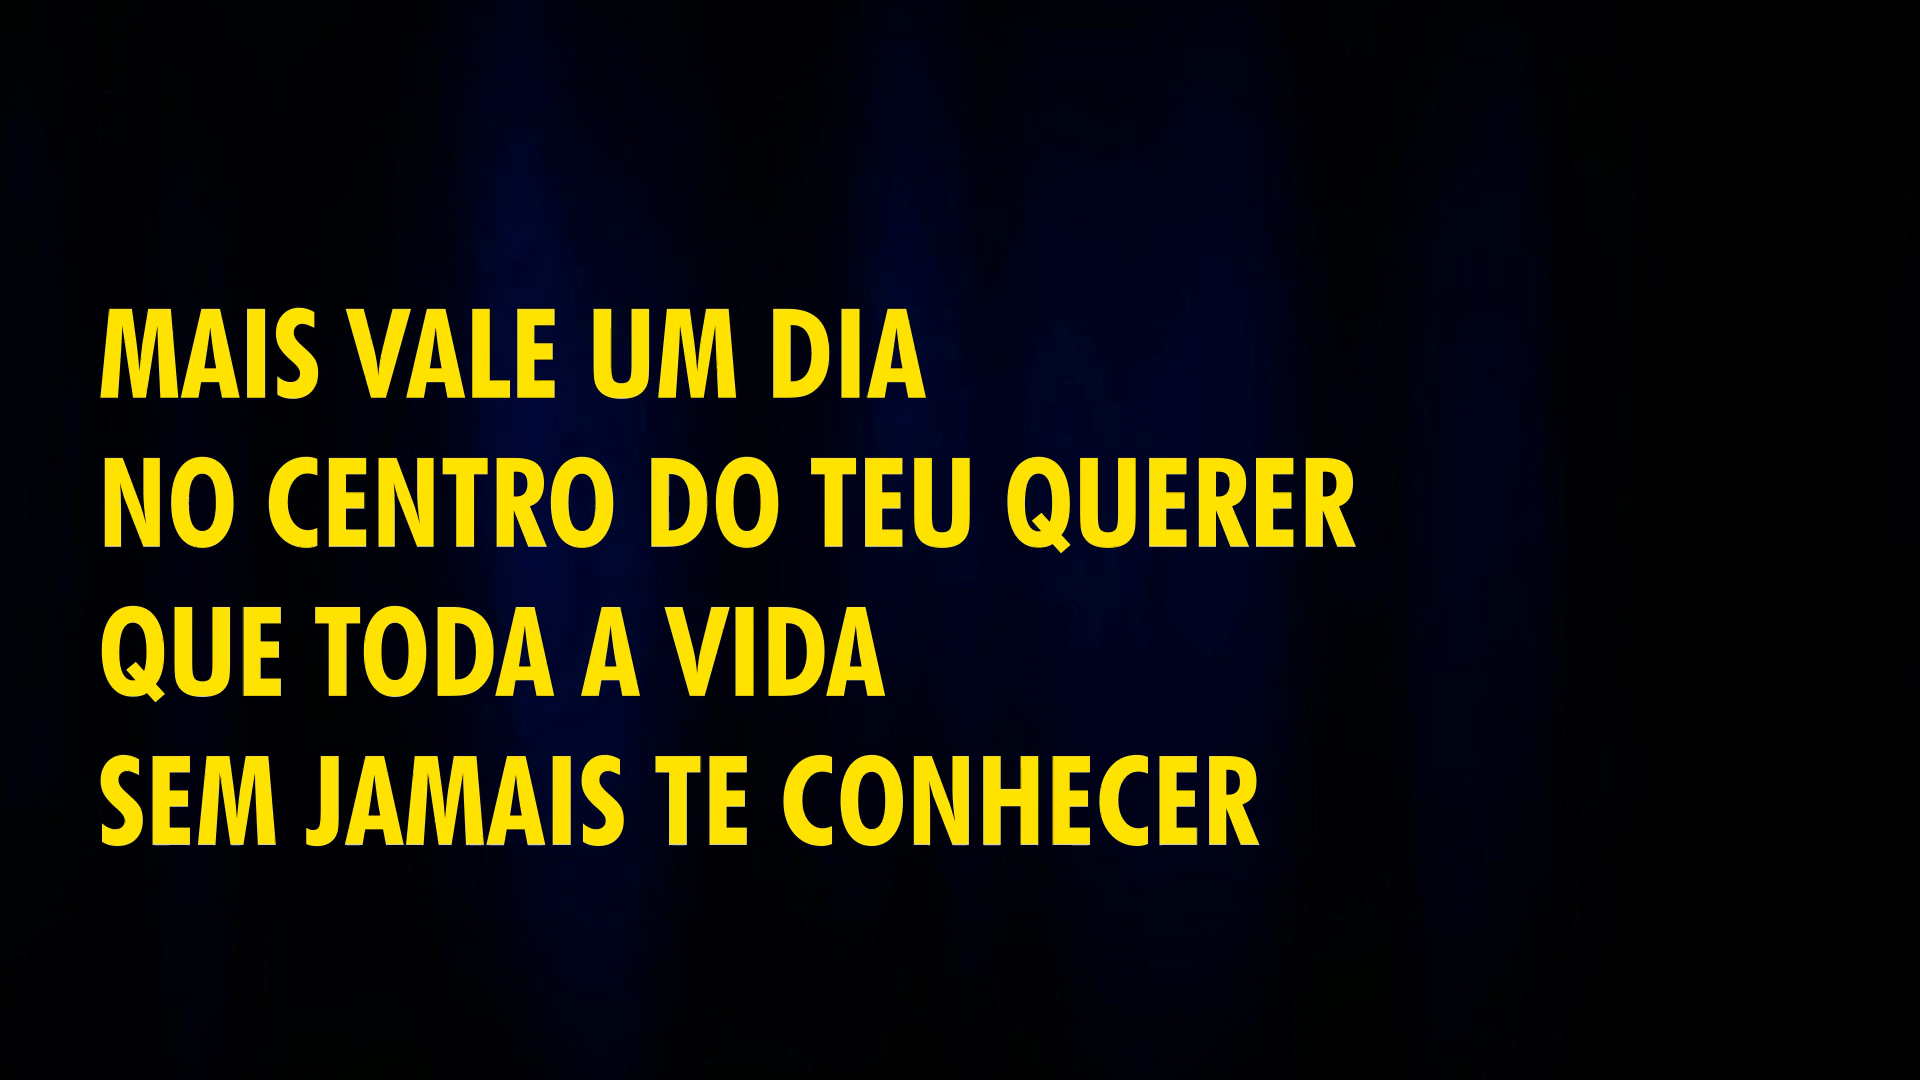 MAIS VALE UM DIA
NO CENTRO DO TEU QUERER
QUE TODA A VIDA
SEM JAMAIS TE CONHECER